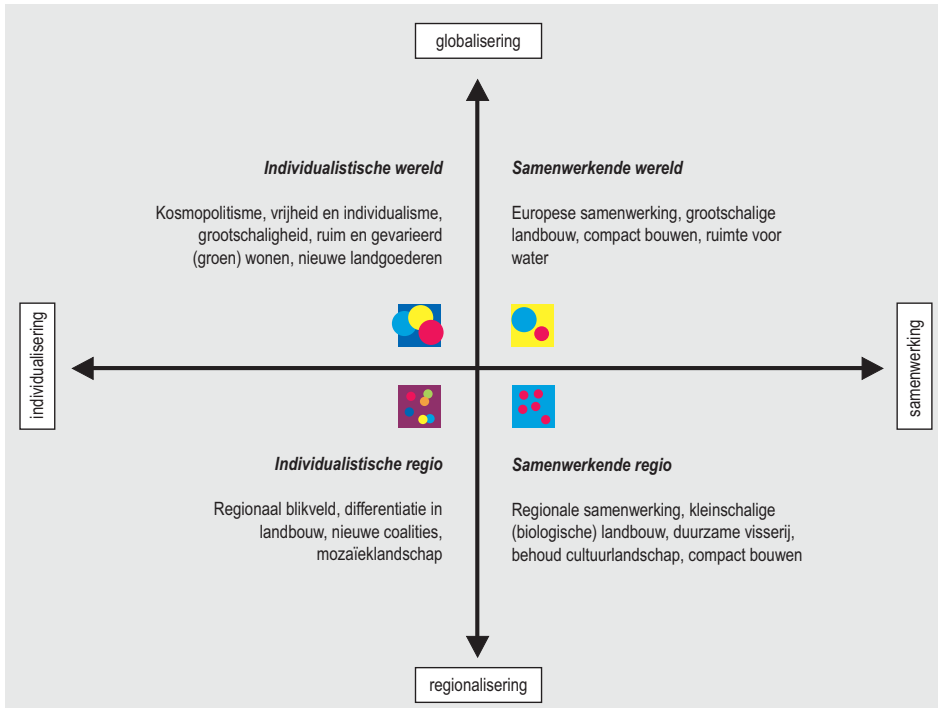 globalisering
Individualistische wereld
Kosmopolitisme, vrijheid en individualisme,
grootschaligheid, ruim en gevarieerd
(groen) wonen, nieuwe landgoederen
Samenwerkende wereld
Europese samenwerking, grootschalige
landbouw, compact bouwen, ruimte voor
water
individualisering
samenwerking
Individualistische regio
Regionaal blikveld, differentiatie in
landbouw, nieuwe coalities,
mozaïeklandschap
Samenwerkende regio
Regionale samenwerking, kleinschalige
(biologische) landbouw, duurzame visserij,
behoud cultuurlandschap, compact bouwen
regionalisering